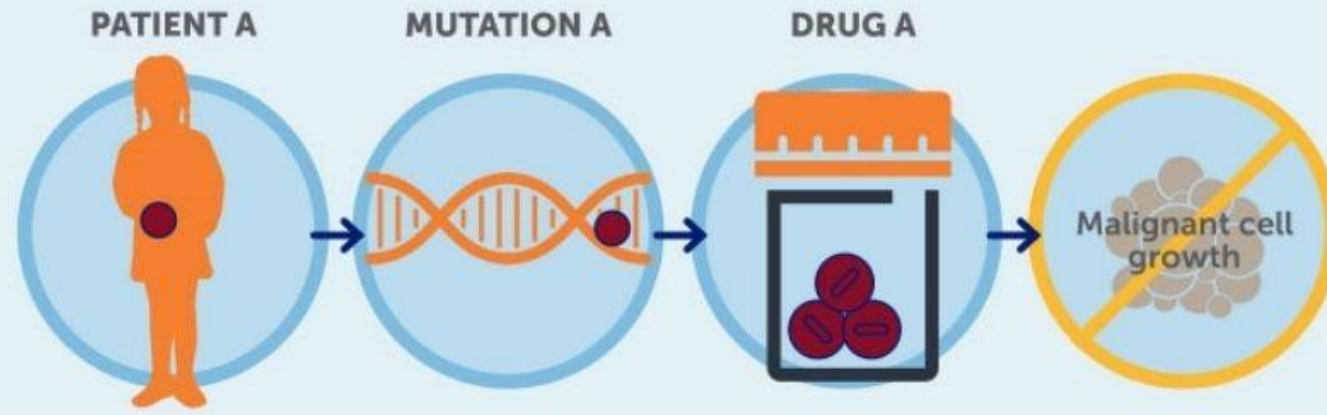 PATIENT A
MUTATION A
DRUG A
Malignant cell
growth